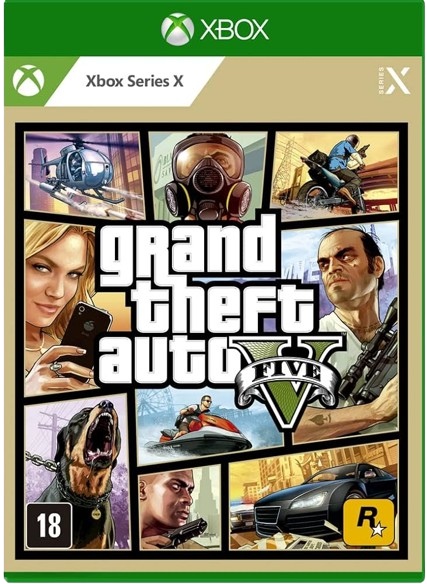 XBOX
Xbox Series X
SERIES
X
grand
theft
auto
V
FIVE
18
R